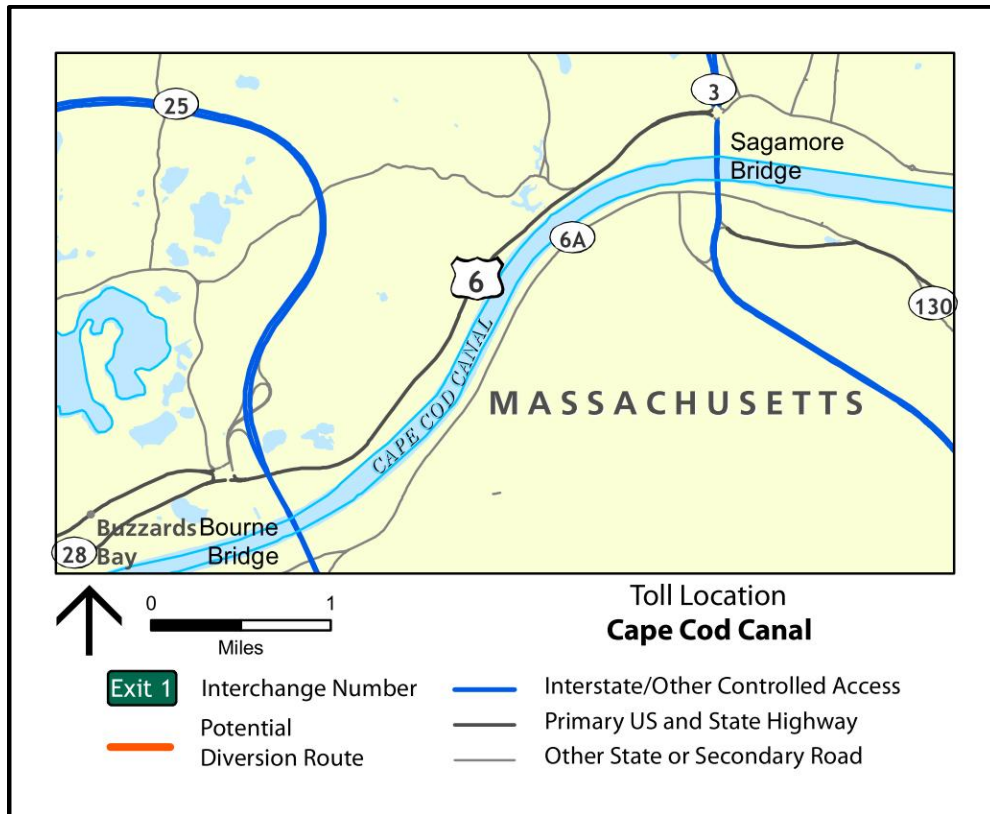 25
3
Sagamore
Bridge
6A
6
130
MASSACHUSETTS
CAPE COD CANAL
Buzzards
Bay
Bourne
Bridge
28
0 1
Miles
Toll Location
Cape Cod Canal
Exit 1 Interchange Number
Potential
Diversion Route
Interstate/Other Controlled Access
Primary US and State Highway
Other State or Secondary Road